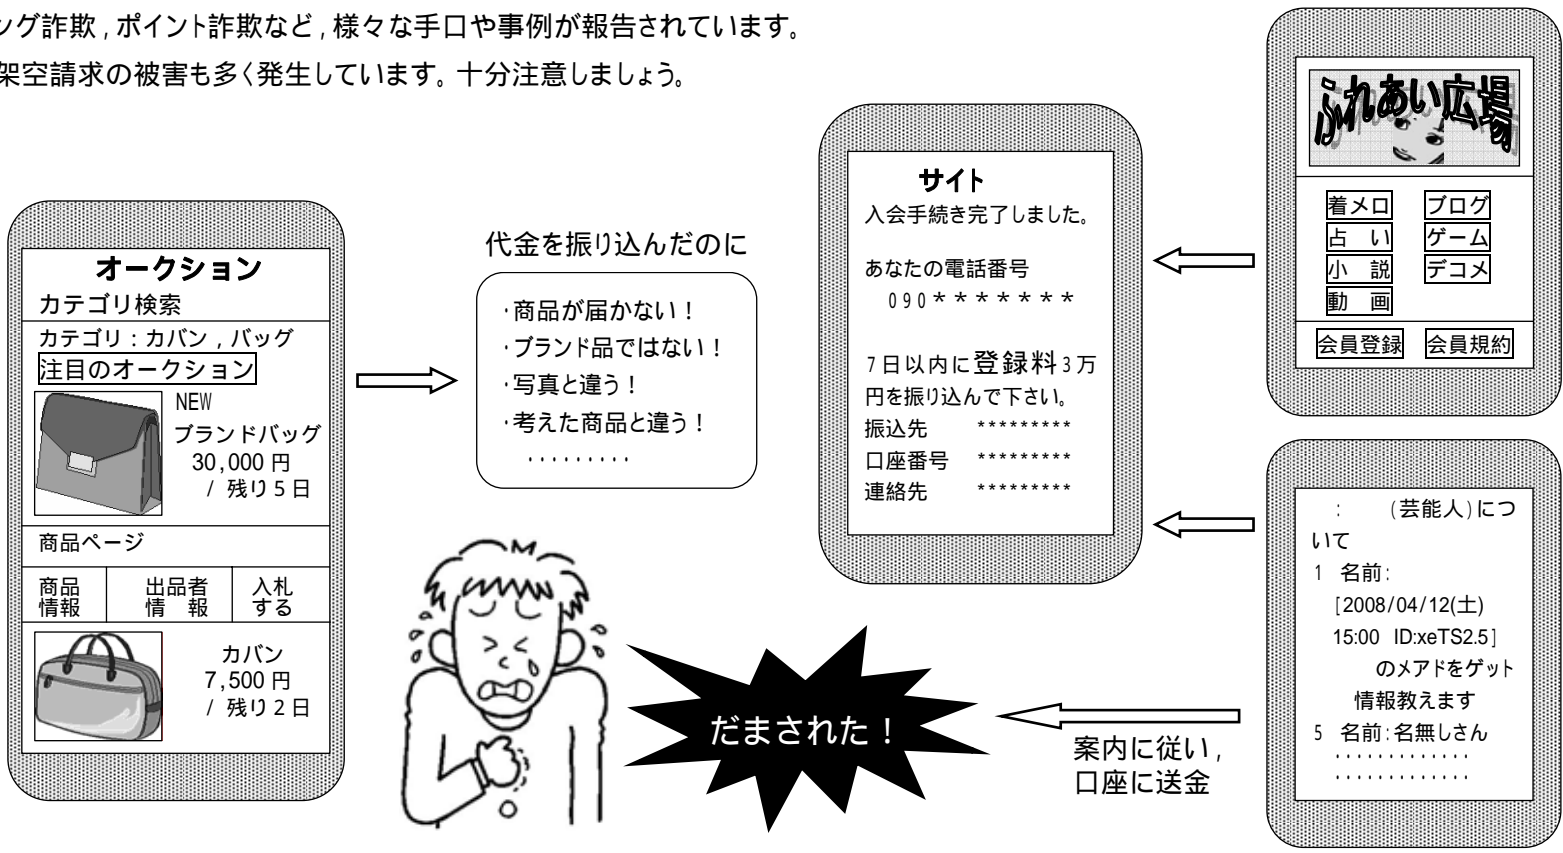 ング詐欺，ポイント詐欺など，様々な手口や事例が報告されています。
架空請求の被害も多く発生しています。十分注意しましょう。
オークション
カテゴリ検索
カテゴリ：カバン，バッグ
注目のオークション
NEW
ブランドバッグ
30,000 円
/ 残り5日
商品ページ
商品情報
出品者情　報
入札する
カバン
7,500 円
/ 残り2日
代金を振り込んだのに
・商品が届かない！
・ブランド品ではない！
・写真と違う！
・考えた商品と違う！
・・・・・・・・・
だまされた！
サイト
入会手続き完了しました。
あなたの電話番号
090＊＊＊＊＊＊＊
7日以内に登録料3万
円を振り込んで下さい。
振込先　*********
口座番号　*********
連絡先　*********
ふれあい広場
着メロ　ブログ
占　い　ゲーム
小　説　デコメ
動　画
会員登録　会員規約
：　　(芸能人)につ
いて
1　名前：
[2008/04/12(土)
15:00 ID:xeTS2.5]
のメアドをゲット
情報教えます
5　名前：名無しさん
・・・・・・・・・・・・・
・・・・・・・・・・・・・
案内に従い，
口座に送金